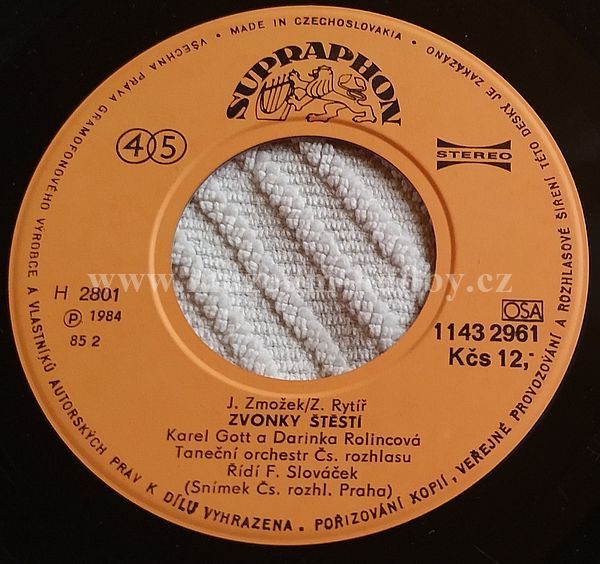 VŠECHNA PRÁVA GRAMOFONOVÉHO VÝROBCE A VLASTNÍKŮ AUTORSKÝCH PRÁV K DÍLU VYHRAZENA. POŘIZOVÁNÍ KOPIÍ, VEŘEJNÉ PROVOZOVÁNÍ A ROZHLASOVÉ ŠÍŘENÍ TÉTO DESKY JE ZAKÁZÁNO
• MADE IN CZECHOSLOVAKIA •
SUPRAPHON
45
STEREO
H 2801
Ⓟ 1984
85 2
OSA
1143 2961
Kčs 12,-
J. Zmožek/Z. Rytíř
ZVONKY ŠTĚSTÍ
Karel Gott a Darinka Rolincová
Taneční orchestr Čs. rozhlasu
Řídí F. Slováček
(Snímek Čs. rozhl. Praha)